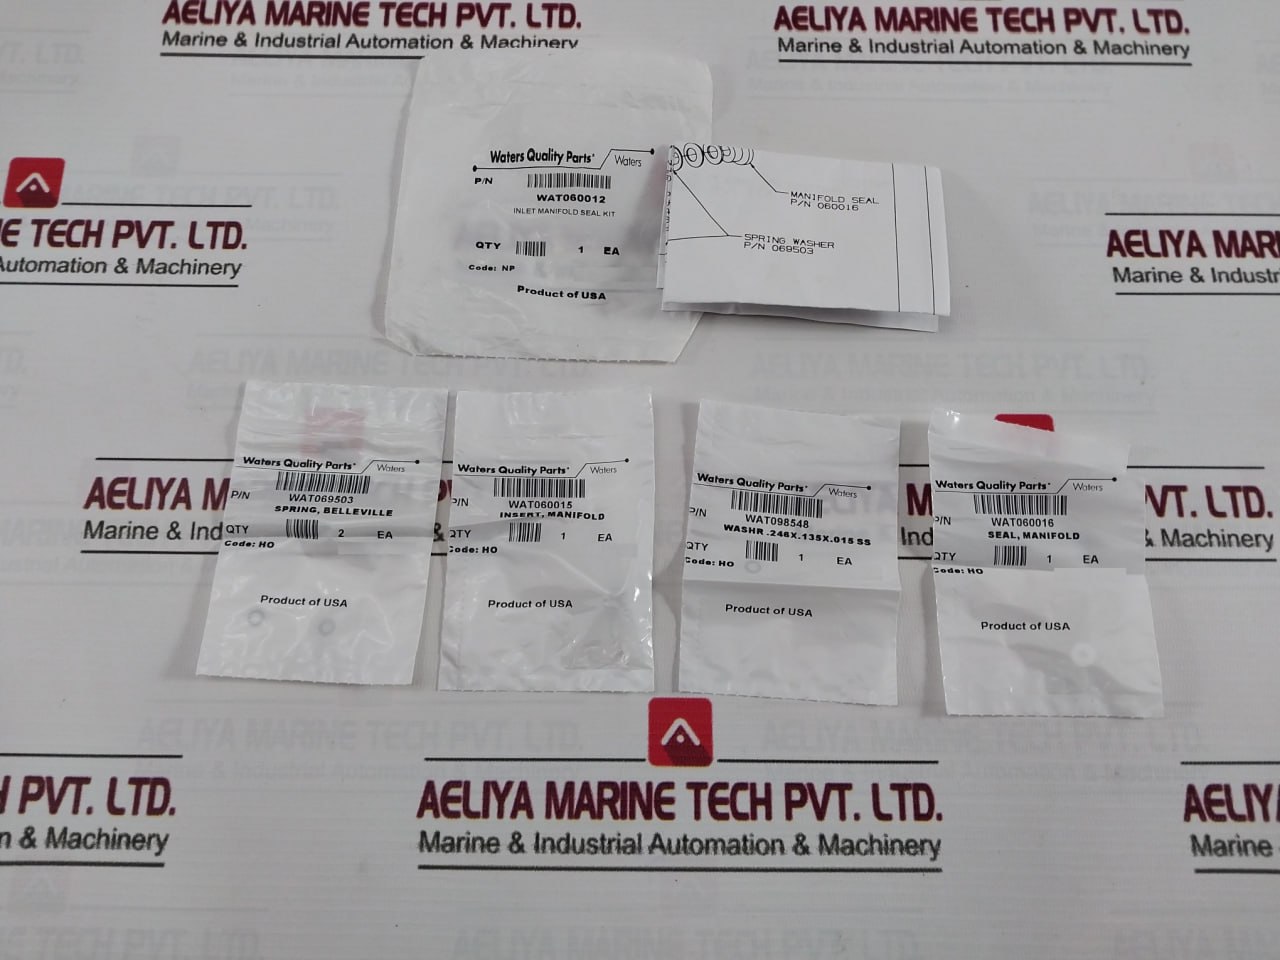 AELIYA MARINE TECH PVT. LTD.
Marine & Industrial Automation & Machinery
AELIYA MARINE TECH PVT. LTD.
Marine & Industrial Automation & Machinery
Waters Quality Parts
Waters
P/N
WAT060012
INLET MANIFOLD SEAL KIT
QTY 1 EA
Code: NP
Product of USA
MANIFOLD SEAL
P/N 060016
SPRING WASHER
P/N 069503
E TECH PVT. LTD.
Automation & Machinery
AELIYA MARI
Marine & Industr
Waters Quality Parts
Waters
P/N
WAT069503
SPRING, BELLEVILLE
QTY 2 EA
Code: HO
Product of USA
Waters Quality Parts
Waters
P/N
WAT060015
INSERT, MANIFOLD
QTY 1 EA
Code: HO
Product of USA
Waters Quality Parts
Waters
P/N
WAT098548
WASHR .246X.135X.015 SS
QTY 1 EA
Code: HO
Product of USA
Waters Quality Parts
Waters
P/N
WAT060016
SEAL, MANIFOLD
QTY 1 EA
Code: HO
Product of USA
AELIYA M
Marine & Ind
VT. LTD.
& Machinery
PVT. LTD.
& Machinery
AELIYA MARINE TECH PVT. LTD.
Marine & Industrial Automation & Machinery
AELIY
Marine